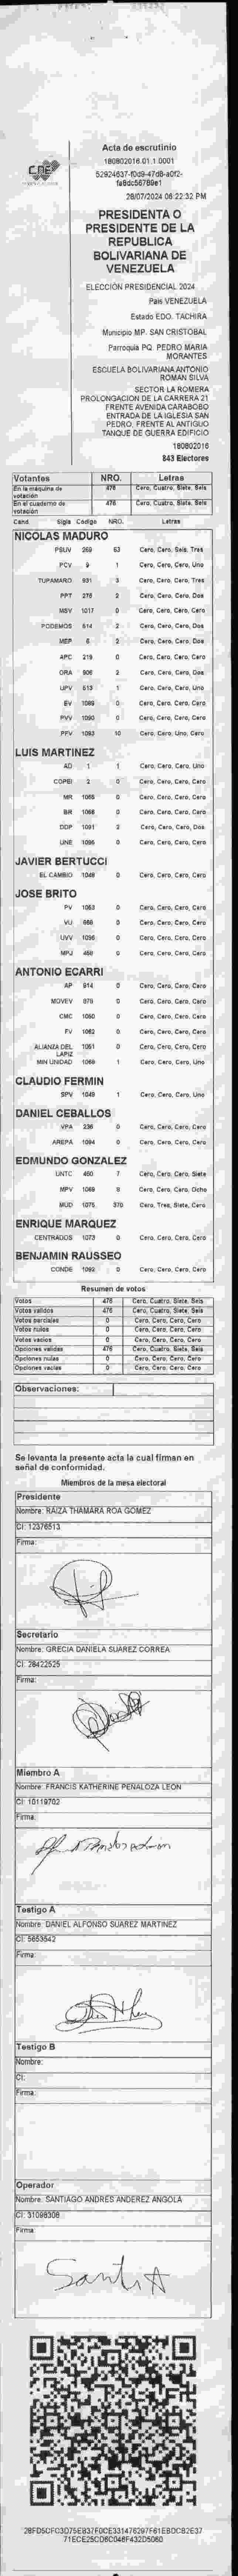 CNE
Acta de escrutinio
180802016.01.1.0001
52924637-f0d9-47d8-a0f2-
fa8dc56789e1
28/07/2024 06:22:32 PM
PRESIDENTA O
PRESIDENTE DE LA
REPUBLICA
BOLIVARIANA DE
VENEZUELA
ELECCIÓN PRESIDENCIAL 2024
País VENEZUELA
Estado EDO. TACHIRA
Municipio MP. SAN CRISTOBAL
Parroquia PQ. PEDRO MARIA
MORANTES
ESCUELA BOLIVARIANA ANTONIO
ROMAN SILVA
SECTOR LA ROMERA
PROLONGACION DE LA CARRERA 21
FRENTE AVENIDA CARABOBO
ENTRADA DE LA IGLESIA SAN
PEDRO. FRENTE AL ANTIGUO
TANQUE DE GUERRA EDIFICIO
180802016
843 Electores
Votantes NRO. Letras
En la máquina de votación 476 Cero, Cuatro, Siete, Seis
En el cuaderno de votación 476 Cero, Cuatro, Siete, Seis
Cand. Sigla Codigo NRO. Letras
NICOLAS MADURO
PSUV 269 63 Cero, Cero, Seis, Tres
PCV 9 1 Cero, Cero, Cero, Uno
TUPAMARO 931 3 Cero, Cero, Cero, Tres
PPT 276 2 Cero, Cero, Cero, Dos
MSV 1017 0 Cero, Cero, Cero, Cero
PODEMOS 514 2 Cero, Cero, Cero, Dos
MEP 6 2 Cero, Cero, Cero, Dos
APC 219 0 Cero, Cero, Cero, Cero
ORA 906 2 Cero, Cero, Cero, Dos
UPV 613 1 Cero, Cero, Cero, Uno
EV 1089 0 Cero, Cero, Cero, Cero
PVV 1090 0 Cero, Cero, Cero, Cero
PFV 1093 10 Cero, Cero, Uno, Cero
LUIS MARTINEZ
AD 1 1 Cero, Cero, Cero, Uno
COPEI 2 0 Cero, Cero, Cero, Cero
MR 1065 0 Cero, Cero, Cero, Cero
BR 1068 0 Cero, Cero, Cero, Cero
DDP 1091 2 Cero, Cero, Cero, Dos
UNE 1096 0 Cero, Cero, Cero, Cero
JAVIER BERTUCCI
EL CAMBIO 1048 0 Cero, Cero, Cero, Cero
JOSE BRITO
PV 1053 0 Cero, Cero, Cero, Cero
VU 966 0 Cero, Cero, Cero, Cero
UVV 1095 0 Cero, Cero, Cero, Cero
MPJ 459 0 Cero, Cero, Cero, Cero
ANTONIO ECARRI
AP 914 0 Cero, Cero, Cero, Cero
MOVEV 979 0 Cero, Cero, Cero, Cero
CMC 1050 0 Cero, Cero, Cero, Cero
FV 1062 0 Cero, Cero, Cero, Cero
ALIANZA DEL LAPIZ 1051 0 Cero, Cero, Cero, Cero
MIN UNIDAD 1069 1 Cero, Cero, Cero, Uno
CLAUDIO FERMIN
SPV 1049 1 Cero, Cero, Cero, Uno
DANIEL CEBALLOS
VPA 236 0 Cero, Cero, Cero, Cero
AREPA 1094 0 Cero, Cero, Cero, Cero
EDMUNDO GONZALEZ
UNTC 460 7 Cero, Cero, Cero, Siete
MPV 1069 8 Cero, Cero, Cero, Ocho
MUD 1075 370 Cero, Tres, Siete, Cero
ENRIQUE MARQUEZ
CENTRADOS 1073 0 Cero, Cero, Cero, Cero
BENJAMIN RAUSSEO
CONDE 1092 0 Cero, Cero, Cero, Cero
Resumen de votos
Votos 476 Cero, Cuatro, Siete, Seis
Votos validos 476 Cero, Cuatro, Siete, Seis
Votos parciales 0 Cero, Cero, Cero, Cero
Votos nulos 0 Cero, Cero, Cero, Cero
Votos vacios 0 Cero, Cero, Cero, Cero
Opciones validas 476 Cero, Cuatro, Siete, Seis
Opciones nulas 0 Cero, Cero, Cero, Cero
Opciones vacias 0 Cero, Cero, Cero, Cero
Observaciones:
Se levanta la presente acta la cual firman en
señal de conformidad.
Miembros de la mesa electoral
Presidente
Nombre: RAIZA THAMARA ROA GOMEZ
CI: 12376513
Firma:
Secretario
Nombre: GRECIA DANIELA SUAREZ CORREA
CI: 28422525
Firma:
Miembro A
Nombre: FRANCIS KATHERINE PEÑALOZA LEON
CI: 10119702
Firma:
Testigo A
Nombre: DANIEL ALFONSO SUAREZ MARTINEZ
CI: 5653542
Firma:
Testigo B
Nombre:
CI:
Firma:
Operador
Nombre: SANTIAGO ANDRES ANDEREZ ANGOLA
CI: 31098308
Firma:
Santi A
28FD5CFC3D75EB37F0CE331476297F61EBDCB2E37
71ECE25CD6C046F432D5060